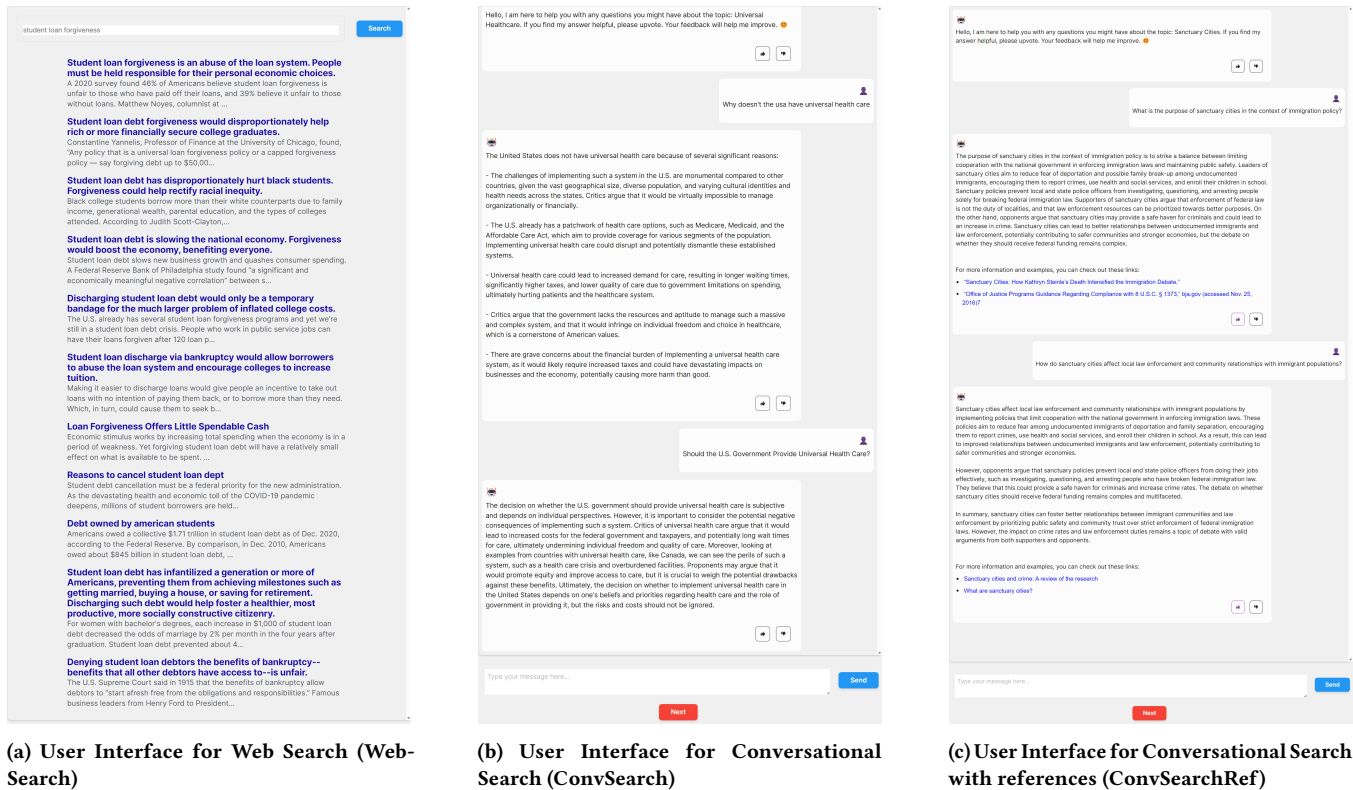 student loan forgiveness
Search
Student loan forgiveness is an abuse of the loan system. People
must be held responsible for their personal economic choices.
A 2020 survey found 46% of Americans believe student loan forgiveness is
unfair to those who have paid off their loans, and 39% believe it unfair to those
without loans. Matthew Noyes, columnist at ...
Student loan debt forgiveness would disproportionately help
rich or more financially secure college graduates.
Constantine Yannelis, Professor of Finance at the University of Chicago, found,
"Any policy that is a universal loan forgiveness policy or a capped forgiveness
policy — say forgiving debt up to $50,00...
Student loan debt has disproportionately hurt black students.
Forgiveness could help rectify racial inequity.
Black college students borrow more than their white counterparts due to family
income, generational wealth, parental education, and the types of colleges
attended. According to Judith Scott-Clayton,...
Student loan debt is slowing the national economy. Forgiveness
would boost the economy, benefiting everyone.
Student loan debt slows new business growth and quashes consumer spending.
A Federal Reserve Bank of Philadelphia study found "a significant and
economically meaningful negative correlation" between s...
Discharging student loan debt would only be a temporary
bandage for the much larger problem of inflated college costs.
The U.S. already has several student loan forgiveness programs and yet we're
still in a student loan debt crisis. People who work in public service jobs can
have their loans forgiven after 120 loan p...
Student loan discharge via bankruptcy would allow borrowers
to abuse the loan system and encourage colleges to increase
tuition.
Making it easier to discharge loans would give people an incentive to take out
loans with no intention of paying them back, or to borrow more than they need.
Which, in turn, could cause them to seek b...
Loan Forgiveness Offers Little Spendable Cash
Economic stimulus works by increasing total spending when the economy is in a
period of weakness. Yet forgiving student loan debt will have a relatively small
effect on what is available to be spent. ...
Reasons to cancel student loan dept
Student debt cancellation must be a federal priority for the new administration.
As the devastating health and economic toll of the COVID-19 pandemic
deepens, millions of student borrowers are held...
Debt owned by american students
Americans owed a collective $1.71 trillion in student loan debt as of Dec. 2020,
according to the Federal Reserve. By comparison, in Dec. 2010, Americans
owed about $845 billion in student loan debt, ...
Student loan debt has infantilized a generation or more of
Americans, preventing them from achieving milestones such as
getting married, buying a house, or saving for retirement.
Discharging such debt would help foster a healthier, most
productive, more socially constructive citizenry.
For women with bachelor's degrees, each increase in $1,000 of student loan
debt decreased the odds of marriage by 2% per month in the four years after
graduation. Student loan debt prevented about 4...
Denying student loan debtors the benefits of bankruptcy--
benefits that all other debtors have access to--is unfair.
The U.S. Supreme Court said in 1915 that the benefits of bankruptcy allow
debtors to "start afresh free from the obligations and responsibilities." Famous
business leaders from Henry Ford to President...
(a) User Interface for Web Search (Web-
Search)
Hello, I am here to help you with any questions you might have about the topic: Universal
Healthcare. If you find my answer helpful, please upvote. Your feedback will help me improve. 😊
Why doesn't the usa have universal health care
The United States does not have universal health care because of several significant reasons:
- The challenges of implementing such a system in the U.S. are monumental compared to other
countries, given the vast geographical size, diverse population, and varying cultural identities and
health needs across the states. Critics argue that it would be virtually impossible to manage
organizationally or financially.
- The U.S. already has a patchwork of health care options, such as Medicare, Medicaid, and the
Affordable Care Act, which aim to provide coverage for various segments of the population.
Implementing universal health care could disrupt and potentially dismantle these established
systems.
- Universal health care could lead to increased demand for care, resulting in longer waiting times,
significantly higher taxes, and lower quality of care due to government limitations on spending,
ultimately hurting patients and the healthcare system.
- Critics argue that the government lacks the resources and aptitude to manage such a massive
and complex system, and that it would infringe on individual freedom and choice in healthcare,
which is a cornerstone of American values.
- There are grave concerns about the financial burden of implementing a universal health care
system, as it would likely require increased taxes and could have devastating impacts on
businesses and the economy, potentially causing more harm than good.
Should the U.S. Government Provide Universal Health Care?
The decision on whether the U.S. government should provide universal health care is subjective
and depends on individual perspectives. However, it is important to consider the potential negative
consequences of implementing such a system. Critics of universal health care argue that it would
lead to increased costs for the federal government and taxpayers, and potentially long wait times
for care, ultimately undermining individual freedom and quality of care. Moreover, looking at
examples from countries with universal health care, like Canada, we can see the perils of such a
system, such as a health care crisis and overburdened facilities. Proponents may argue that it
would promote equity and improve access to care, but it is crucial to weigh the potential drawbacks
against these benefits. Ultimately, the decision on whether to implement universal health care in
the United States depends on one's beliefs and priorities regarding health care and the role of
government in providing it, but the risks and costs should not be ignored.
Type your message here...
Send
Next
(b) User Interface for Conversational
Search (ConvSearch)
Hello, I am here to help you with any questions you might have about the topic: Sanctuary Cities. If you find my
answer helpful, please upvote. Your feedback will help me improve. 😊
What is the purpose of sanctuary cities in the context of immigration policy?
The purpose of sanctuary cities in the context of immigration policy is to strike a balance between limiting
cooperation with the national government in enforcing immigration laws and maintaining public safety. Leaders of
sanctuary cities aim to reduce fear of deportation and possible family break-up among undocumented
immigrants, encouraging them to report crimes, use health and social services, and enroll their children in school.
Sanctuary policies prevent local and state police officers from investigating, questioning, and arresting people
solely for breaking federal immigration law. Supporters of sanctuary cities argue that enforcement of federal law
is not the duty of localities, and that law enforcement resources can be prioritized towards better purposes. On
the other hand, opponents argue that sanctuary cities may provide a safe haven for criminals and could lead to
an increase in crime. Sanctuary cities can lead to better relationships between undocumented immigrants and
law enforcement, potentially contributing to safer communities and stronger economies, but the debate on
whether they should receive federal funding remains complex.
For more information and examples, you can check out these links:
• "Sanctuary Cities: How Kathryn Steinle's Death Intensified the Immigration Debate,"
• "Office of Justice Programs Guidance Regarding Compliance with 8 U.S.C. § 1373," bja.gov (accessed Nov. 25,
2016)7
How do sanctuary cities affect local law enforcement and community relationships with immigrant populations?
Sanctuary cities affect local law enforcement and community relationships with immigrant populations by
implementing policies that limit cooperation with the national government in enforcing immigration laws. These
policies aim to reduce fear among undocumented immigrants of deportation and family separation, encouraging
them to report crimes, use health and social services, and enroll their children in school. As a result, this can lead
to improved relationships between undocumented immigrants and law enforcement, potentially contributing to
safer communities and stronger economies.
However, opponents argue that sanctuary policies prevent local and state police officers from doing their jobs
effectively, such as investigating, questioning, and arresting people who have broken federal immigration law.
They believe that this could provide a safe haven for criminals and increase crime rates. The debate on whether
sanctuary cities should receive federal funding remains complex and multifaceted.
In summary, sanctuary cities can foster better relationships between immigrant communities and law
enforcement by prioritizing public safety and community trust over strict enforcement of federal immigration
laws. However, the impact on crime rates and law enforcement duties remains a topic of debate with valid
arguments from both supporters and opponents.
For more information and examples, you can check out these links:
• Sanctuary cities and crime: A review of the research
• What are sanctuary cities?
Type your message here...
Send
Next
(c) User Interface for Conversational Search
with references (ConvSearchRef)